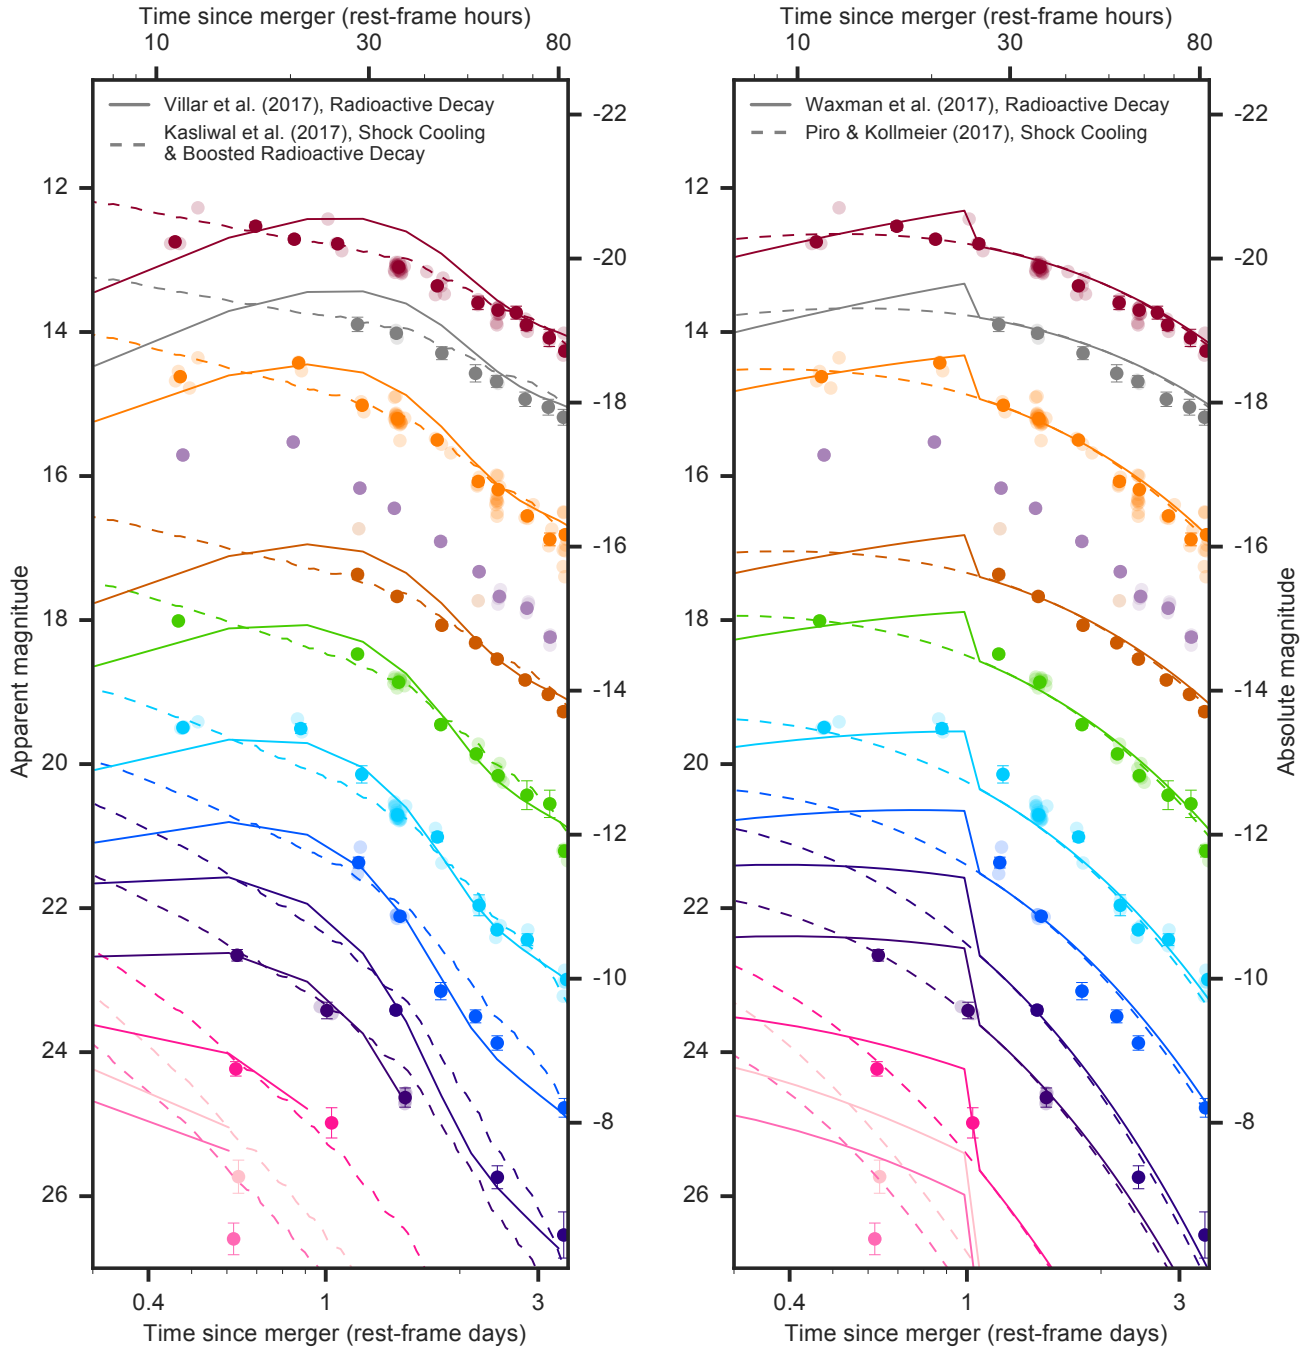 Time since merger (rest-frame hours)
10 30 80
Villar et al. (2017), Radioactive Decay
Kasliwal et al. (2017), Shock Cooling
& Boosted Radioactive Decay
Apparent magnitude
12
14
16
18
20
22
24
26
-22
-20
-18
-16
-14
-12
-10
-8
0.4 1 3
Time since merger (rest-frame days)
Time since merger (rest-frame hours)
10 30 80
Waxman et al. (2017), Radioactive Decay
Piro & Kollmeier (2017), Shock Cooling
12
14
16
18
20
22
24
26
-22
-20
-18
-16
-14
-12
-10
-8
Absolute magnitude
0.4 1 3
Time since merger (rest-frame days)